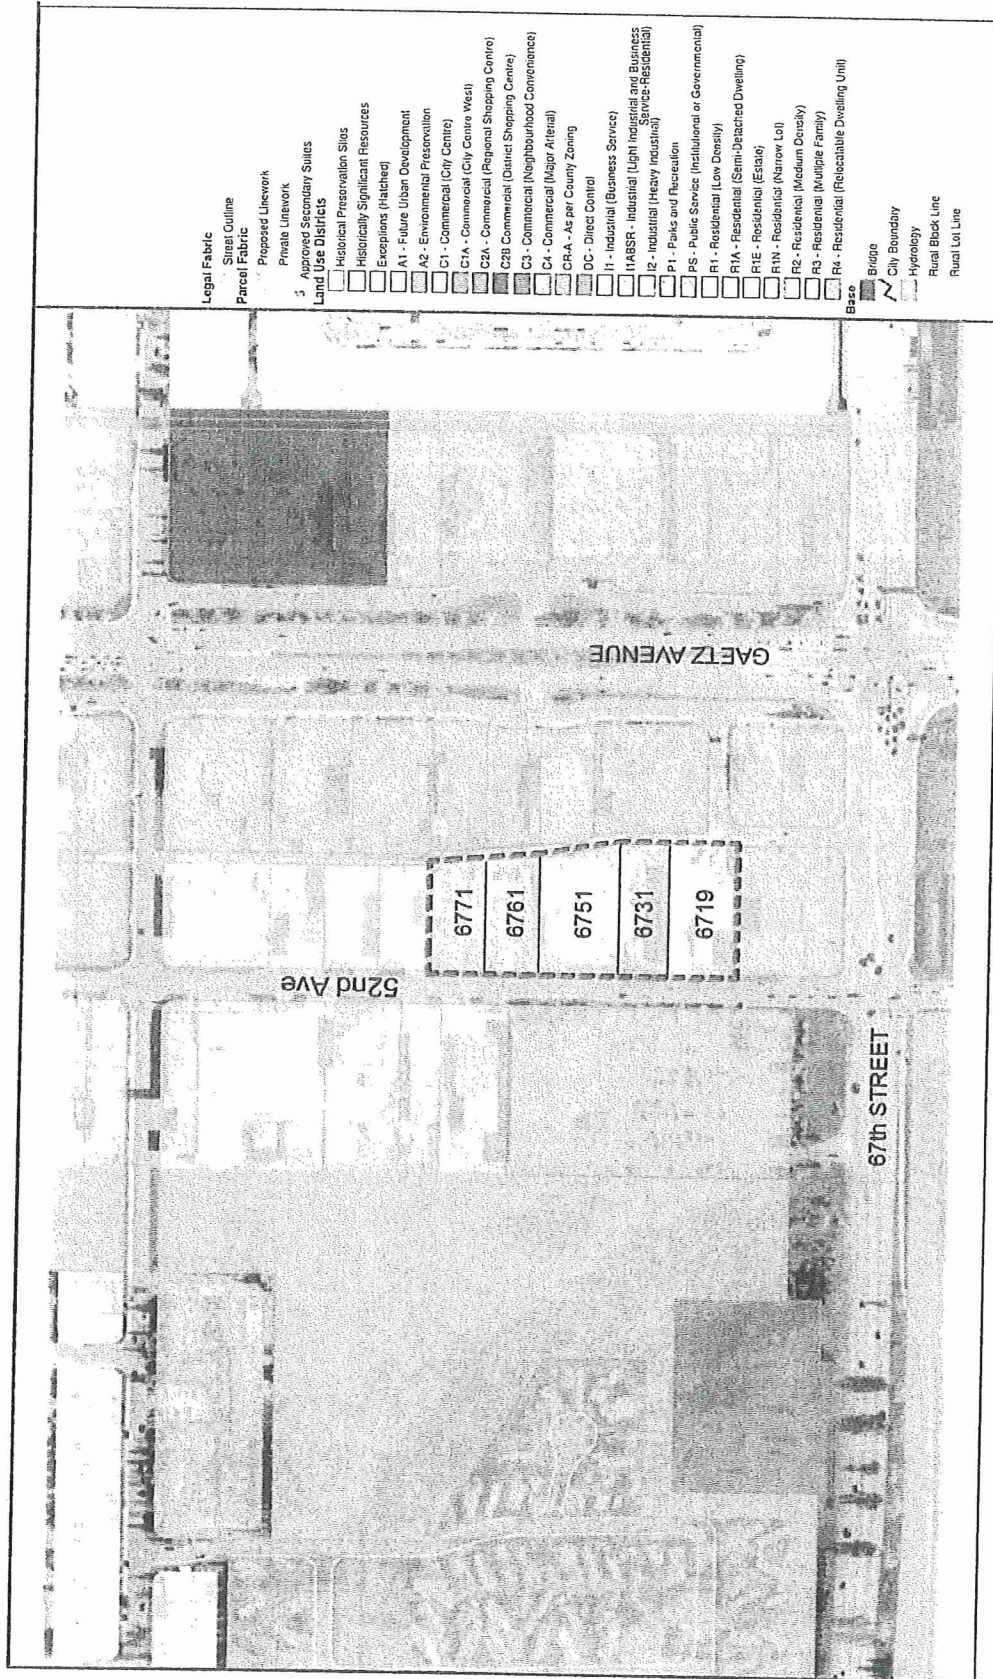 Legal Fabric
Street Outline
Parcel Fabric
Proposed Linework
Private Linework
S Approved Secondary Suites
Land Use Districts
Historical Preservation Sites
Historically Significant Resources
Exceptions (Hatched)
A1 - Future Urban Development
A2 - Environmental Preservation
C1 - Commercial (City Centre)
C1A - Commercial (City Centre West)
C2A - Commercial (Regional Shopping Centre)
C2B Commercial (District Shopping Centre)
C3 - Commercial (Neighbourhood Convenience)
C4 - Commercial (Major Arterial)
CR-A - As per County Zoning
DC - Direct Control
I1 - Industrial (Business Service)
I1ABSR - Industrial (Light Industrial and Business
Service-Residential)
I2 - Industrial (Heavy Industrial)
P1 - Parks and Recreation
PS - Public Service (Institutional or Governmental)
R1 - Residential (Low Density)
R1A - Residential (Semi-Detached Dwelling)
R1E - Residential (Estate)
R1N - Residential (Narrow Lot)
R2 - Residential (Medium Density)
R3 - Residential (Multiple Family)
R4 - Residential (Relocatable Dwelling Unit)
Base
Bridge
City Boundary
Hydrology
Rural Block Line
Rural Lot Line
GAETZ AVENUE
52nd Ave
6771
6761
6751
6731
6719
67th STREET